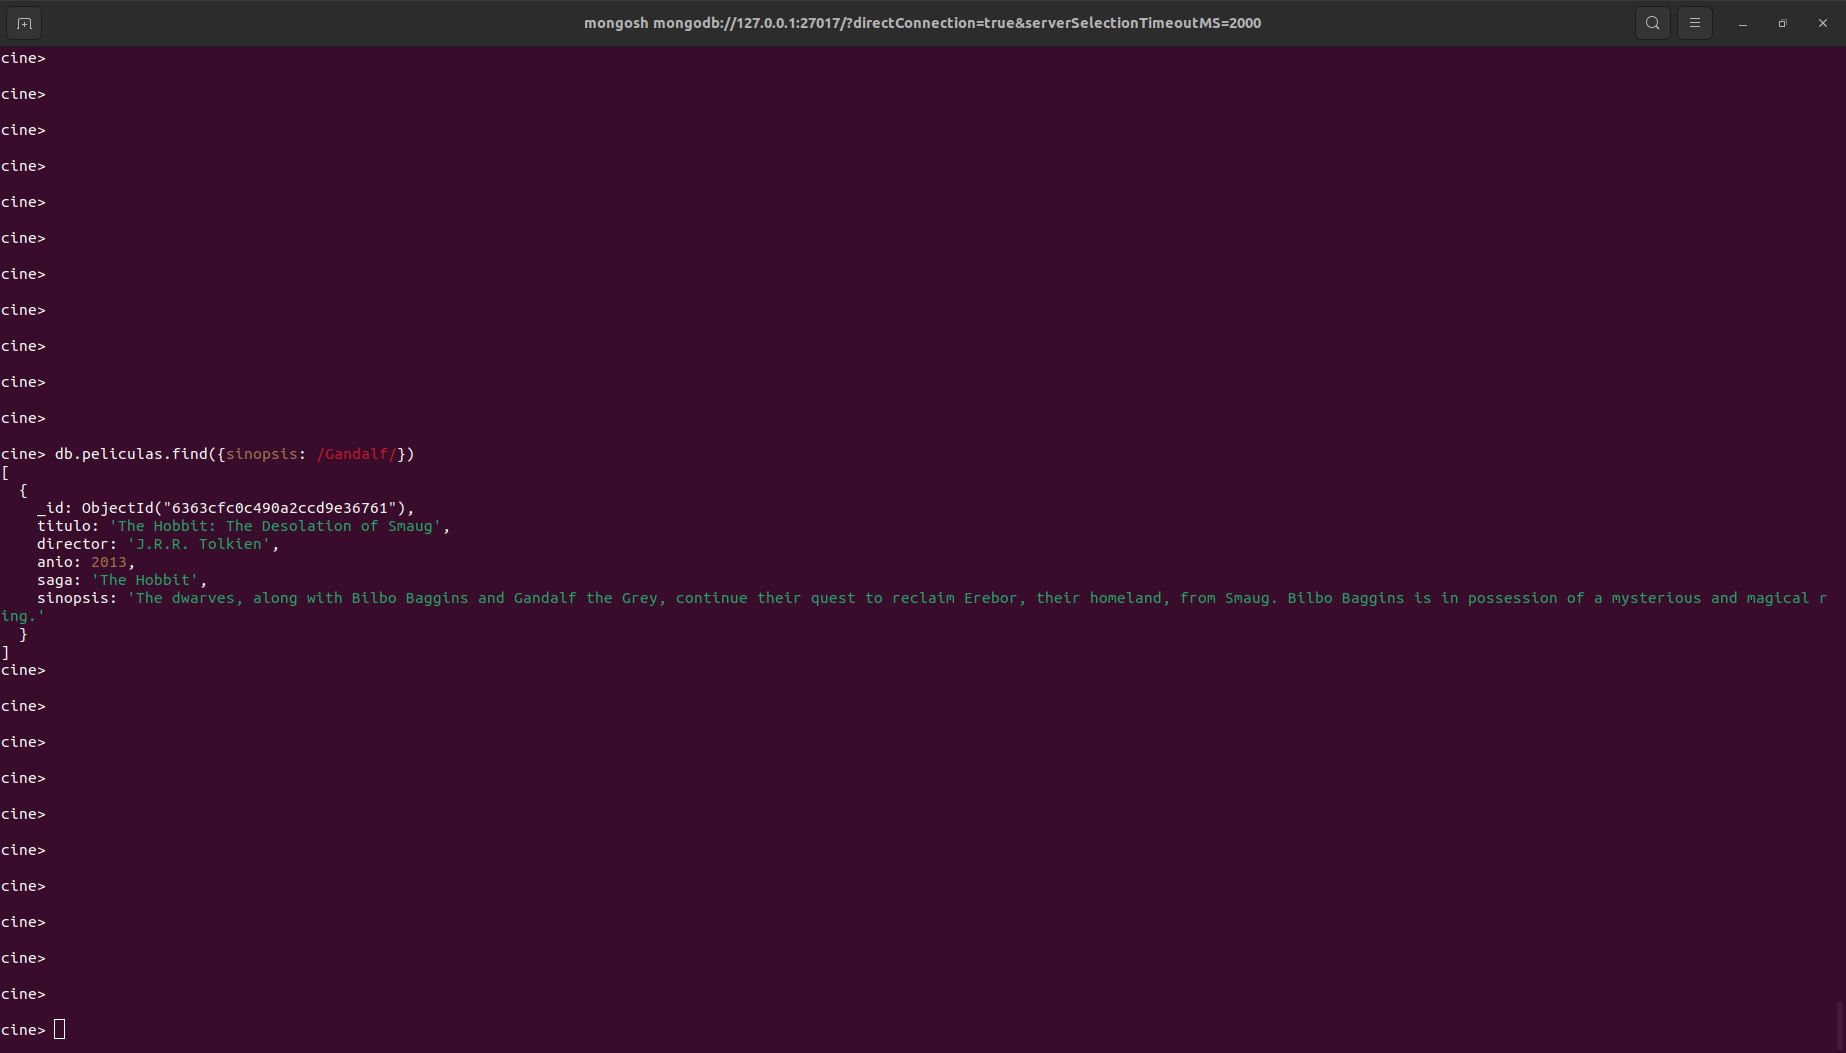 mongosh mongodb://127.0.0.1:27017/?directConnection=true&serverSelectionTimeoutMS=2000
cine>
cine>
cine>
cine>
cine>
cine>
cine>
cine>
cine>
cine>
cine>
cine> db.peliculas.find({sinopsis: /Gandalf/})
[
  {
    _id: ObjectId("6363cfc0c490a2ccd9e36761"),
    titulo: 'The Hobbit: The Desolation of Smaug',
    director: 'J.R.R. Tolkien',
    anio: 2013,
    saga: 'The Hobbit',
    sinopsis: 'The dwarves, along with Bilbo Baggins and Gandalf the Grey, continue their quest to reclaim Erebor, their homeland, from Smaug. Bilbo Baggins is in possession of a mysterious and magical r
ing.'
  }
]
cine>
cine>
cine>
cine>
cine>
cine>
cine>
cine>
cine>
cine>
cine>